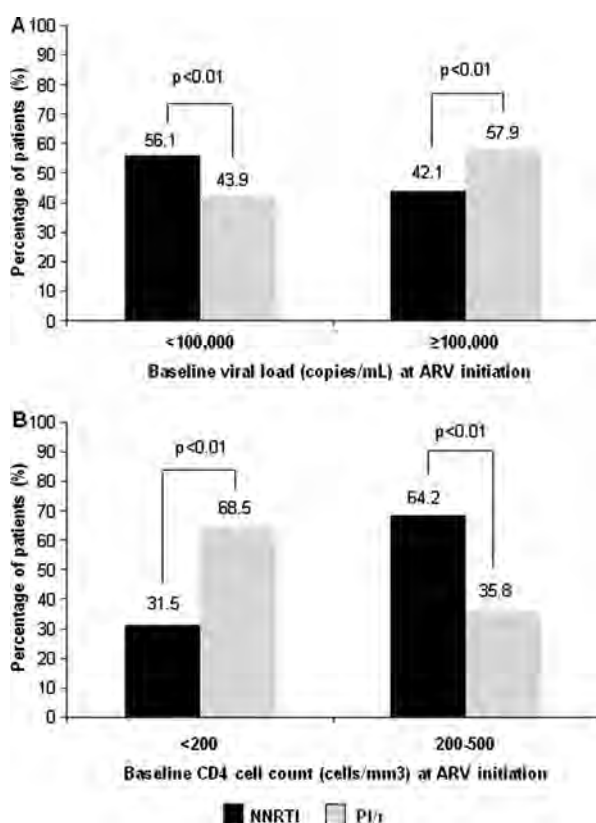 A
100
90
80
70
60
50
40
30
20
10
0
Percentage of patients (%)
p<0.01
56.1
43.9
p<0.01
42.1
57.9
<100,000
≥100,000
Baseline viral load (copies/mL) at ARV initiation
B
100
90
80
70
60
50
40
30
20
10
0
Percentage of patients (%)
p<0.01
31.5
68.5
p<0.01
64.2
35.8
<200
200-500
Baseline CD4 cell count (cells/mm3) at ARV initiation
NNRTI
PI/r